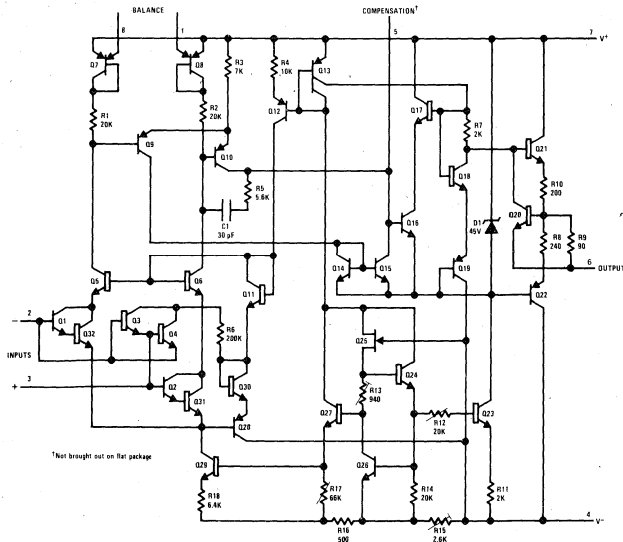 BALANCE
COMPENSATION†
8
1
5
7 V+
Q7
Q8
R3
7K
R4
10K
Q13
Q12
Q17
R7
2K
R1
20K
R2
20K
Q9
Q10
Q18
Q21
R5
5.6K
C1
30 pF
R10
200
D1
45V
Q20
Q16
R8
240
R9
90
6
OUTPUT
Q5
Q6
Q11
Q14
Q15
Q19
Q22
2
−
Q1
Q32
Q3
Q4
R6
200K
Q25
INPUTS
Q30
R13
940
Q24
+
3
Q2
Q31
Q27
R12
20K
Q23
Q28
†Not brought out on flat package
Q29
Q26
R18
6.4K
R17
66K
R14
20K
R11
2K
R16
500
R15
2.6K
4
V−